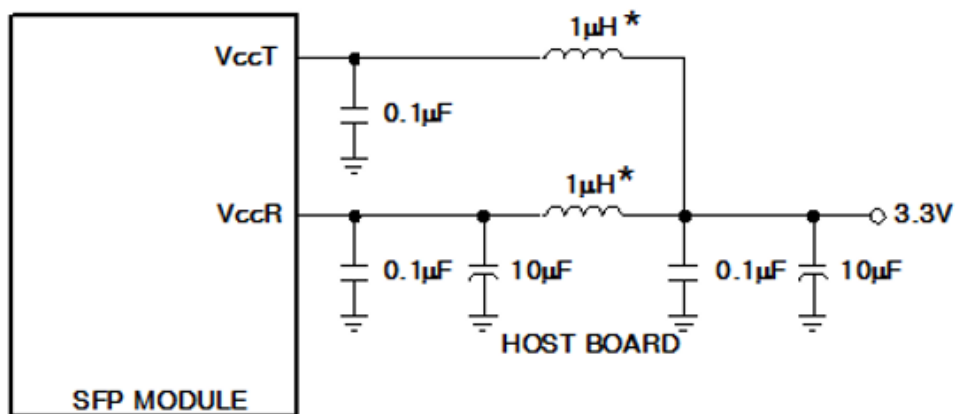 1µH*
VccT
0.1µF
1µH*
VccR
3.3V
0.1µF
10µF
0.1µF
10µF
HOST BOARD
SFP MODULE